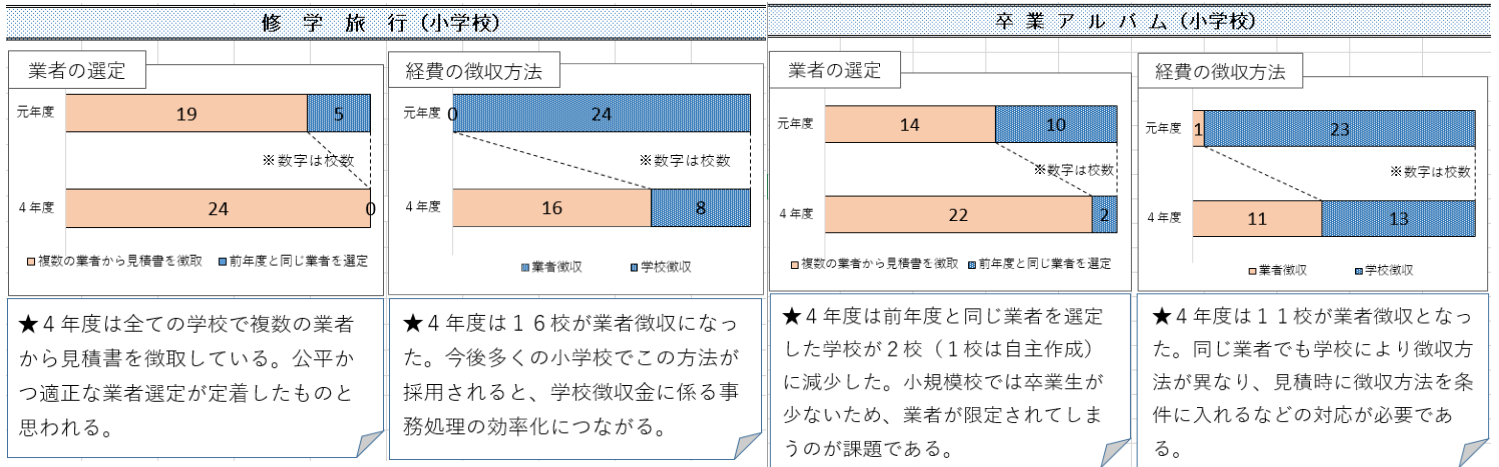 修 学 旅 行 (小学校)
業者の選定
元年度
19
5
※数字は校数
4年度
24
0
複数の業者から見積書を徴取
前年度と同じ業者を選定
★4年度は全ての学校で複数の業者
から見積書を徴取している。公平か
つ適正な業者選定が定着したものと
思われる。
経費の徴収方法
元年度
0
24
※数字は校数
4年度
16
8
業者徴収
学校徴収
★4年度は16校が業者徴収になっ
た。今後多くの小学校でこの方法が
採用されると、学校徴収金に係る事
務処理の効率化につながる。
卒 業 ア ル バ ム (小学校)
業者の選定
元年度
14
10
※数字は校数
4年度
22
2
複数の業者から見積書を徴取
前年度と同じ業者を選定
★4年度は前年度と同じ業者を選定
した学校が2校(1校は自主作成)
に減少した。小規模校では卒業生が
少ないため、業者が限定されてしま
うのが課題である。
経費の徴収方法
元年度
1
23
※数字は校数
4年度
11
13
業者徴収
学校徴収
★4年度は11校が業者徴収となっ
た。同じ業者でも学校により徴収方
法が異なり、見積時に徴収方法を条
件に入れるなどの対応が必要であ
る。